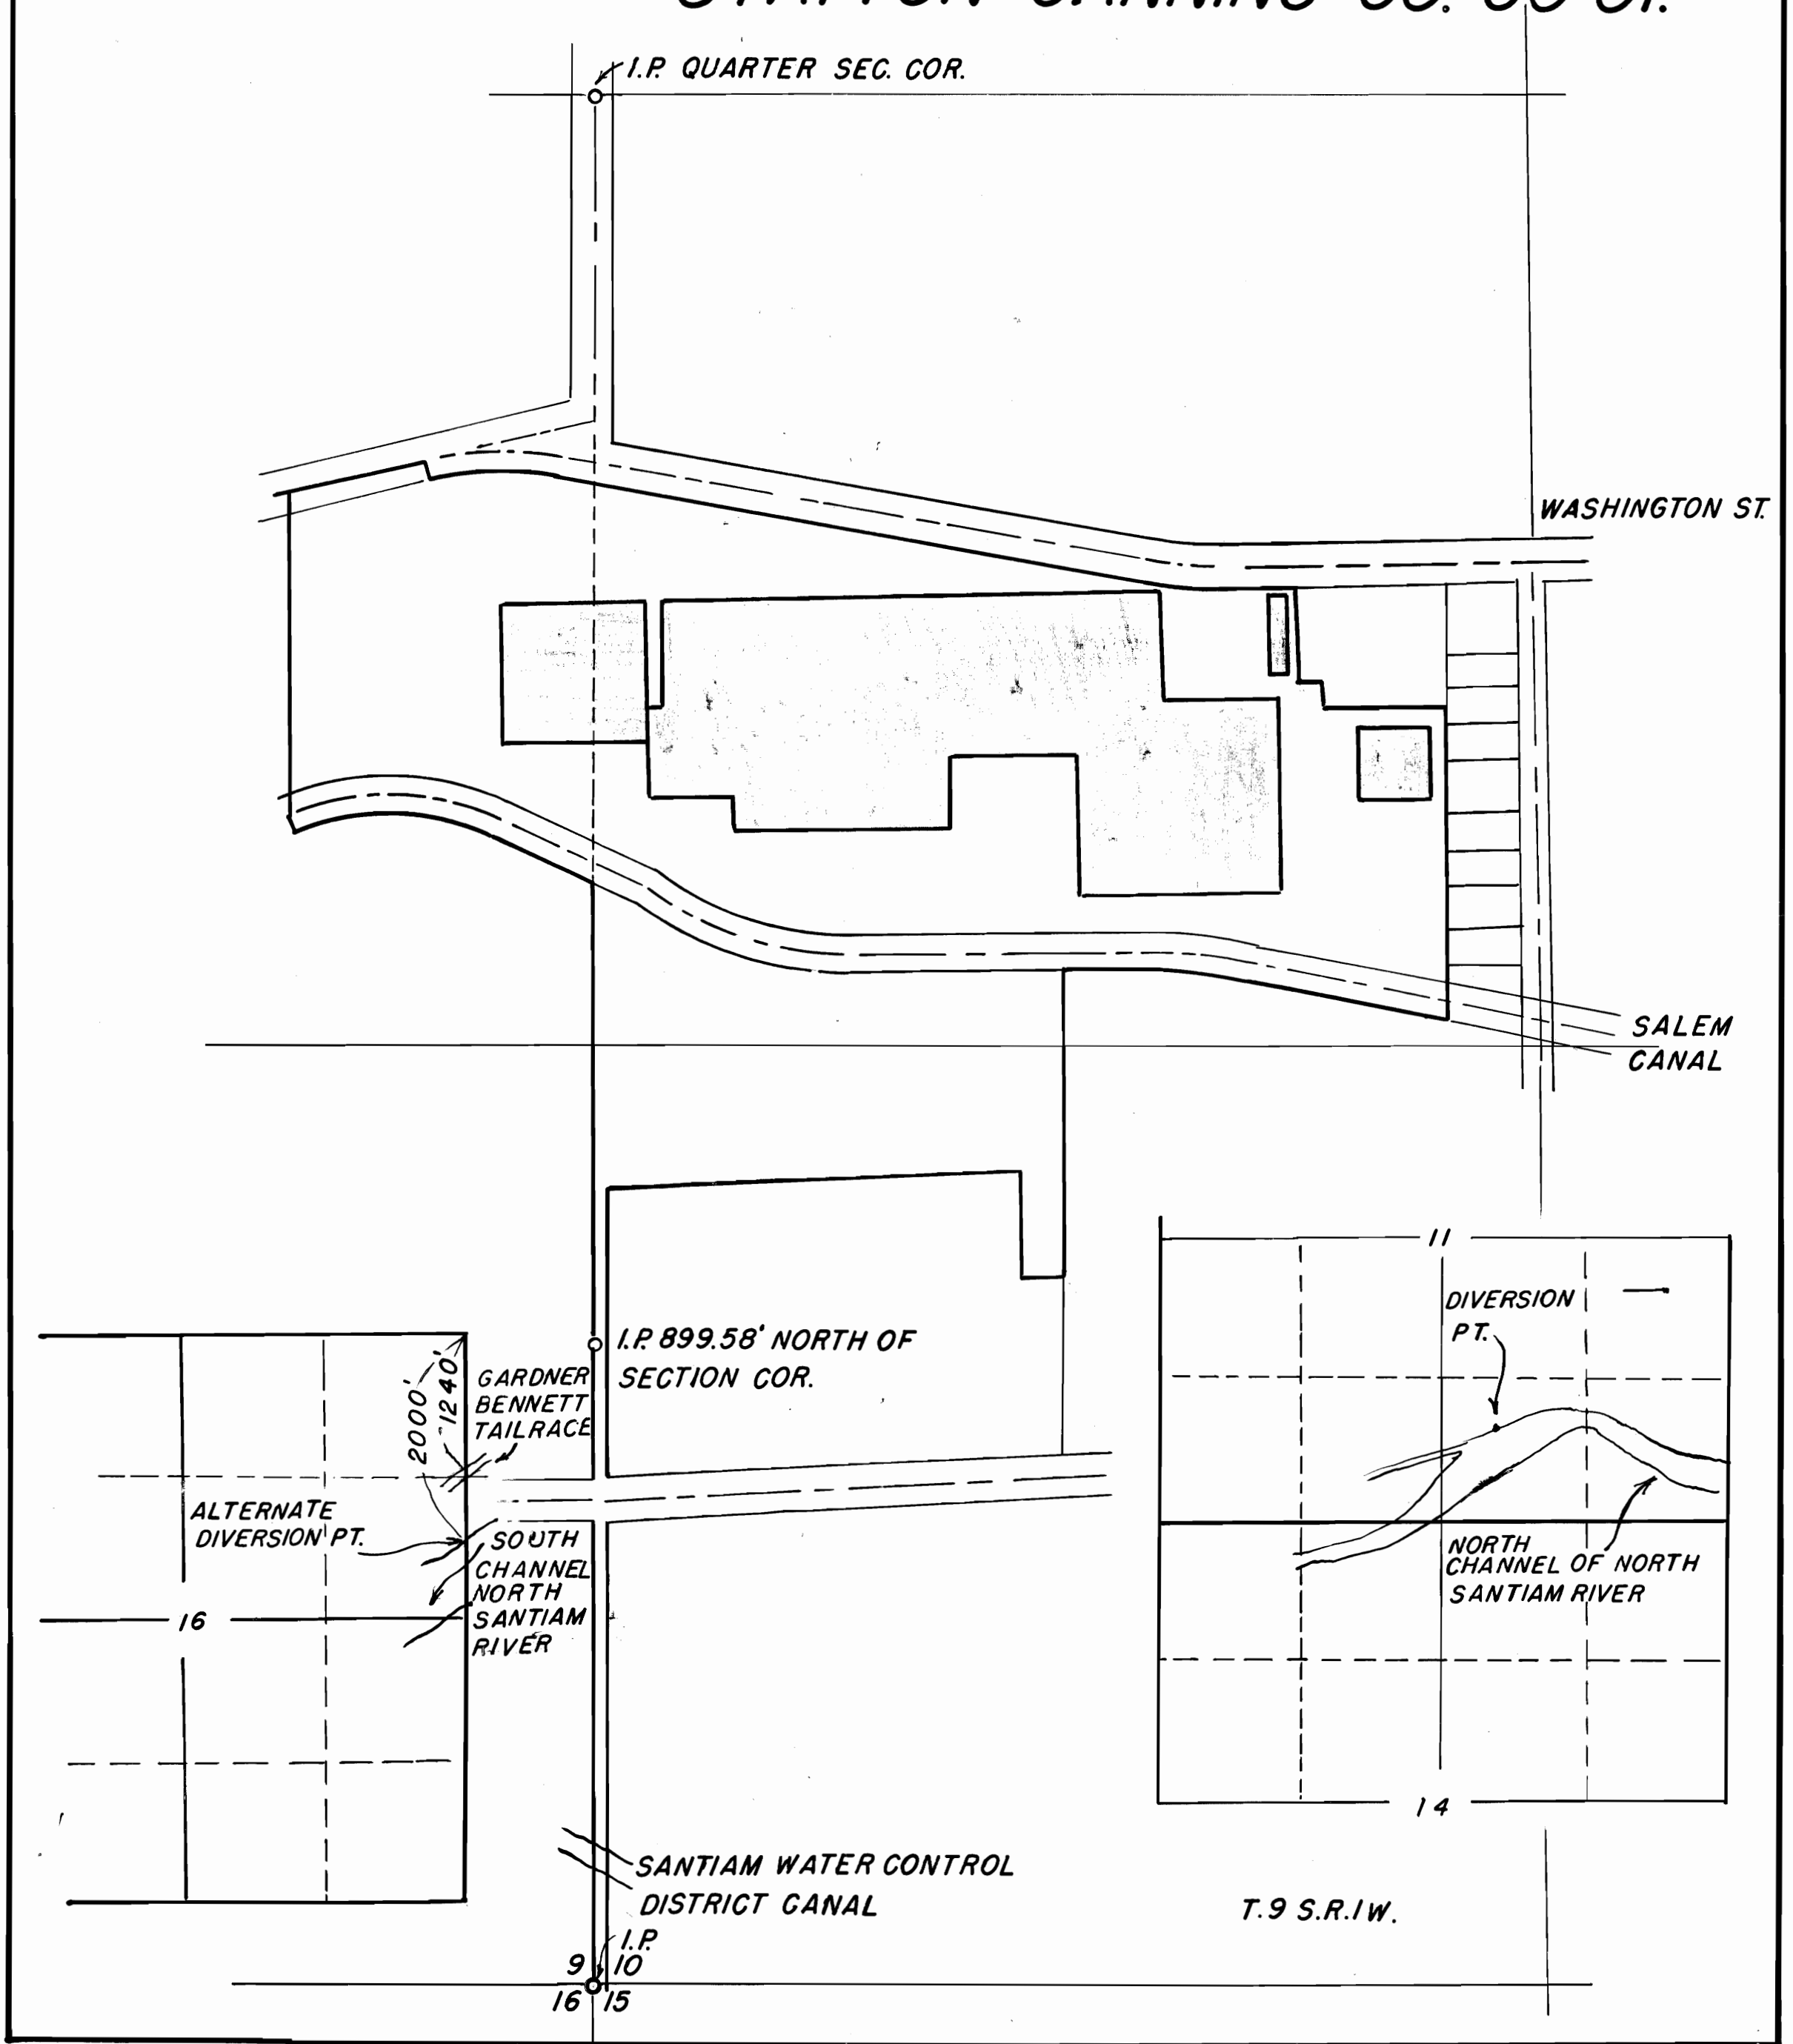 I.P. QUARTER SEC. COR.
WASHINGTON ST.
SALEM
CANAL
I.P. 899.58' NORTH OF
SECTION COR.
2000'
1240'
GARDNER
BENNETT
TAILRACE
ALTERNATE
DIVERSION PT.
SOUTH
CHANNEL
NORTH
SANTIAM
RIVER
16
11
DIVERSION
PT.
NORTH
CHANNEL OF NORTH
SANTIAM RIVER
14
SANTIAM WATER CONTROL
DISTRICT CANAL
T.9 S.R.1W.
I.P.
9 10
16 15